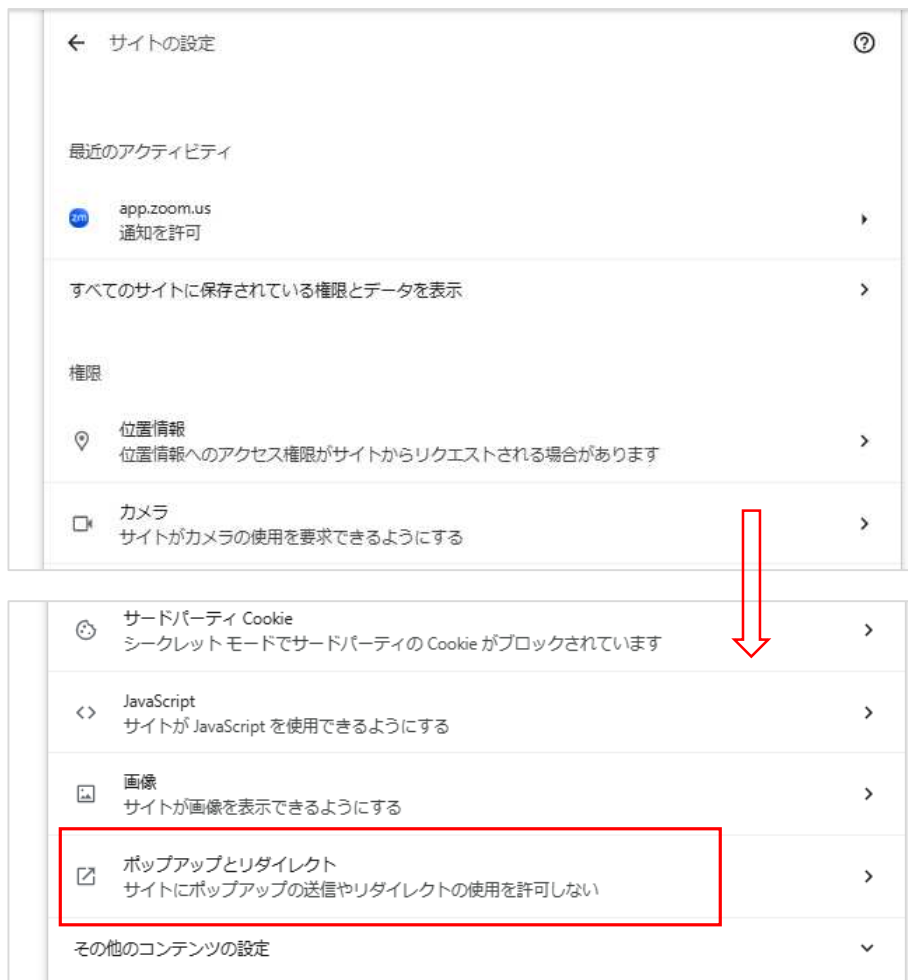 サイトの設定
最近のアクティビティ
zm
app.zoom.us
通知を許可
すべてのサイトに保存されている権限とデータを表示
権限
位置情報
位置情報へのアクセス権限がサイトからリクエストされる場合があります
カメラ
サイトがカメラの使用を要求できるようにする
サードパーティ Cookie
シークレット モードでサードパーティの Cookie がブロックされています
JavaScript
サイトが JavaScript を使用できるようにする
画像
サイトが画像を表示できるようにする
ポップアップとリダイレクト
サイトにポップアップの送信やリダイレクトの使用を許可しない
その他のコンテンツの設定